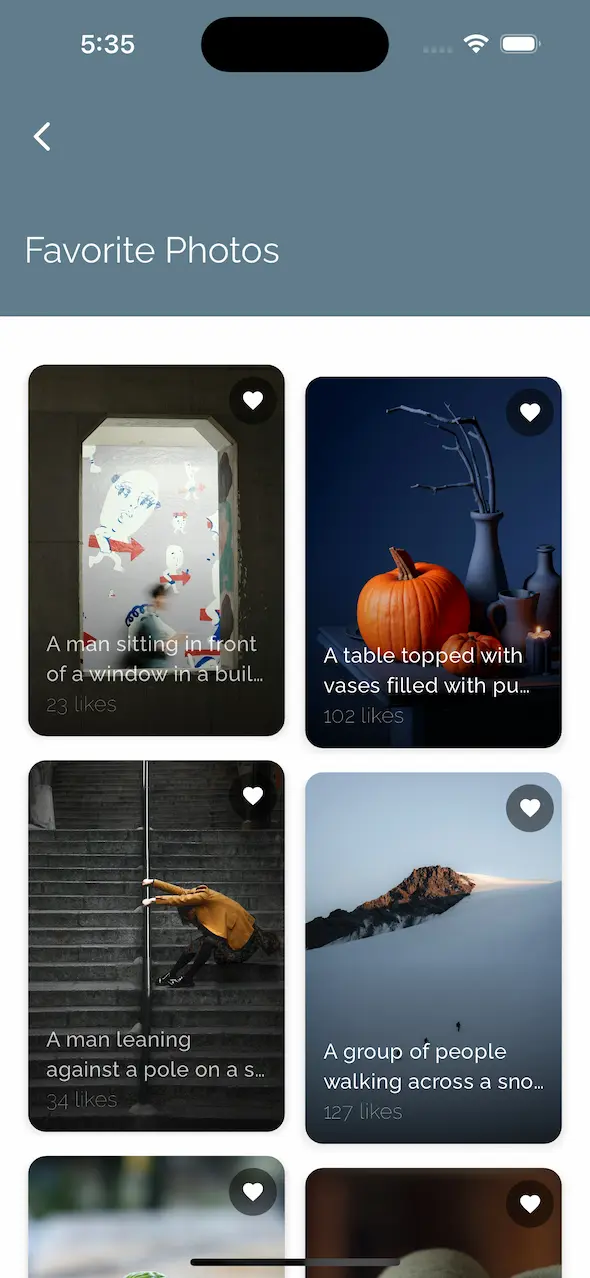 5:35
Favorite Photos
A man sitting in front
of a window in a buil…
23 likes
A table topped with
vases filled with pu…
102 likes
A man leaning
against a pole on a s…
34 likes
A group of people
walking across a sno…
127 likes